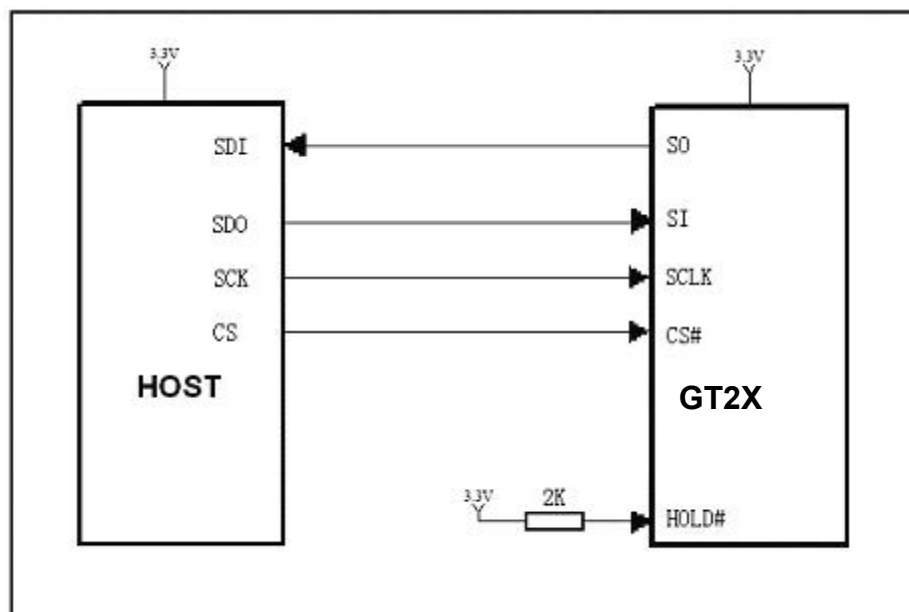 3.3V
3.3V
SDI
SO
SDO
SI
SCK
SCLK
CS
CS#
HOST
GT2X
3.3V
2K
HOLD#